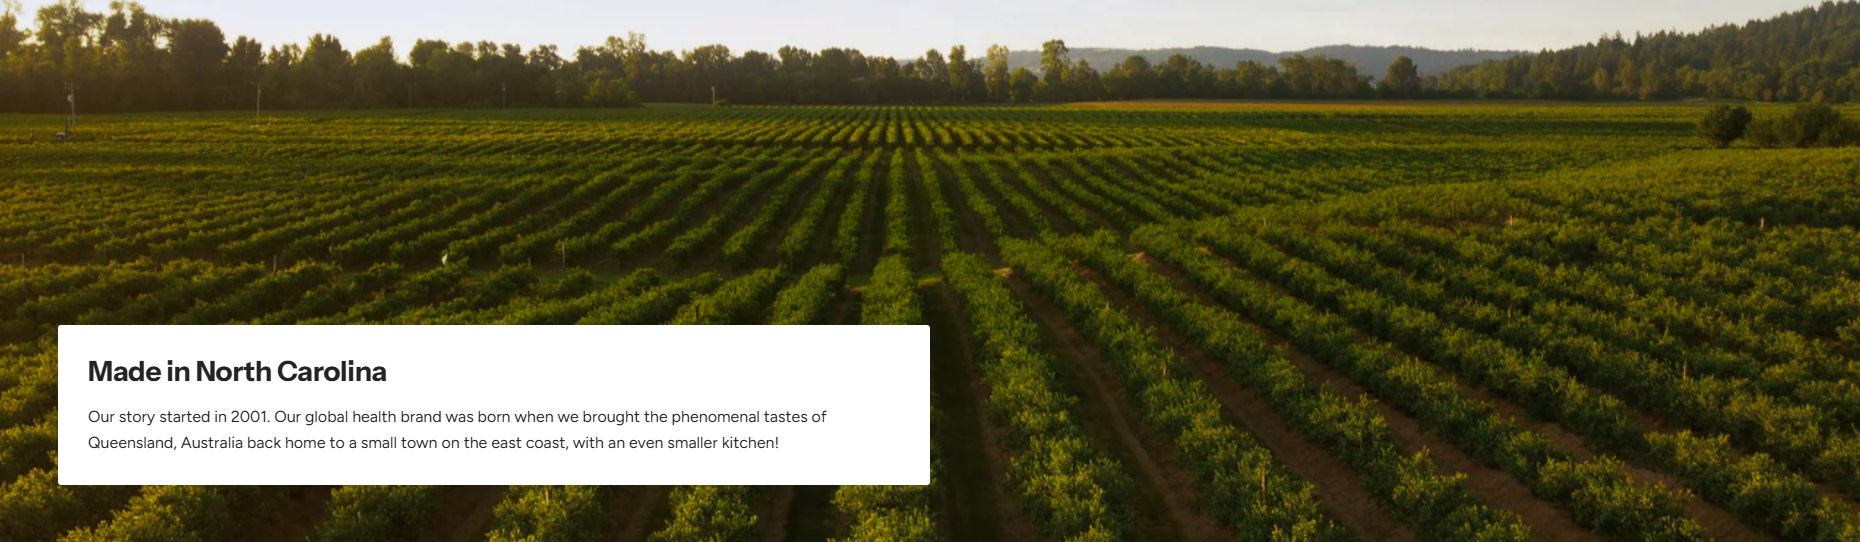 Made in North Carolina
Our story started in 2001. Our global health brand was born when we brought the phenomenal tastes of
Queensland, Australia back home to a small town on the east coast, with an even smaller kitchen!